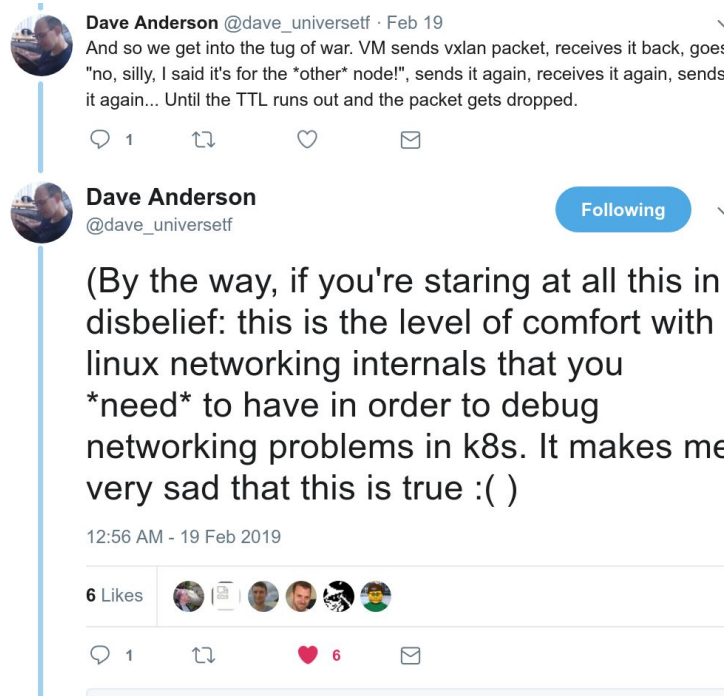 Dave Anderson @dave_universetf · Feb 19
And so we get into the tug of war. VM sends vxlan packet, receives it back, goes
"no, silly, I said it's for the *other* node!", sends it again, receives it again, sends
it again... Until the TTL runs out and the packet gets dropped.
1
Dave Anderson
@dave_universetf
Following
(By the way, if you're staring at all this in
disbelief: this is the level of comfort with
linux networking internals that you
*need* to have in order to debug
networking problems in k8s. It makes me
very sad that this is true :( )
12:56 AM - 19 Feb 2019
6 Likes
1 6